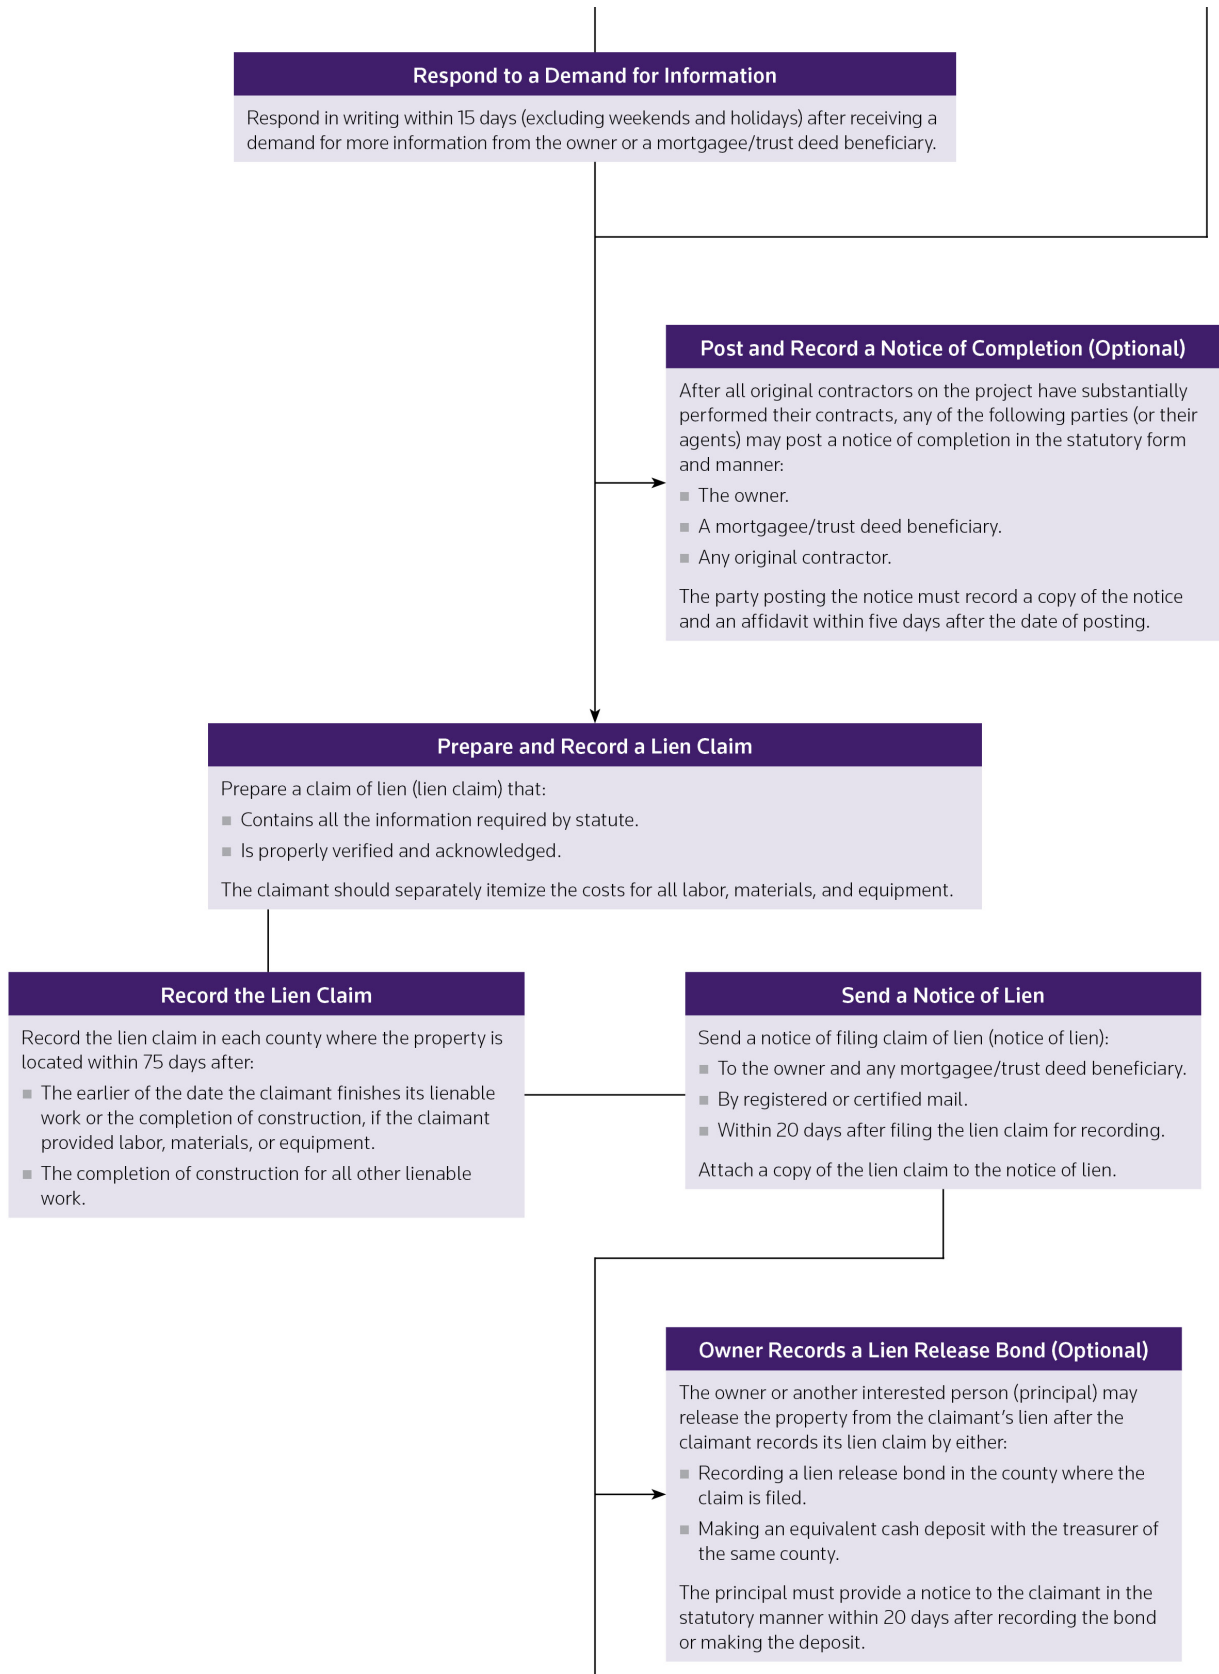 Respond to a Demand for Information
Respond in writing within 15 days (excluding weekends and holidays) after receiving a
demand for more information from the owner or a mortgagee/trust deed beneficiary.
Post and Record a Notice of Completion (Optional)
After all original contractors on the project have substantially
performed their contracts, any of the following parties (or their
agents) may post a notice of completion in the statutory form
and manner:
■ The owner.
■ A mortgagee/trust deed beneficiary.
■ Any original contractor.
The party posting the notice must record a copy of the notice
and an affidavit within five days after the date of posting.
Prepare and Record a Lien Claim
Prepare a claim of lien (lien claim) that:
■ Contains all the information required by statute.
■ Is properly verified and acknowledged.
The claimant should separately itemize the costs for all labor, materials, and equipment.
Record the Lien Claim
Record the lien claim in each county where the property is
located within 75 days after:
■ The earlier of the date the claimant finishes its lienable
work or the completion of construction, if the claimant
provided labor, materials, or equipment.
■ The completion of construction for all other lienable
work.
Send a Notice of Lien
Send a notice of filing claim of lien (notice of lien):
■ To the owner and any mortgagee/trust deed beneficiary.
■ By registered or certified mail.
■ Within 20 days after filing the lien claim for recording.
Attach a copy of the lien claim to the notice of lien.
Owner Records a Lien Release Bond (Optional)
The owner or another interested person (principal) may
release the property from the claimant's lien after the
claimant records its lien claim by either:
■ Recording a lien release bond in the county where the
claim is filed.
■ Making an equivalent cash deposit with the treasurer of
the same county.
The principal must provide a notice to the claimant in the
statutory manner within 20 days after recording the bond
or making the deposit.